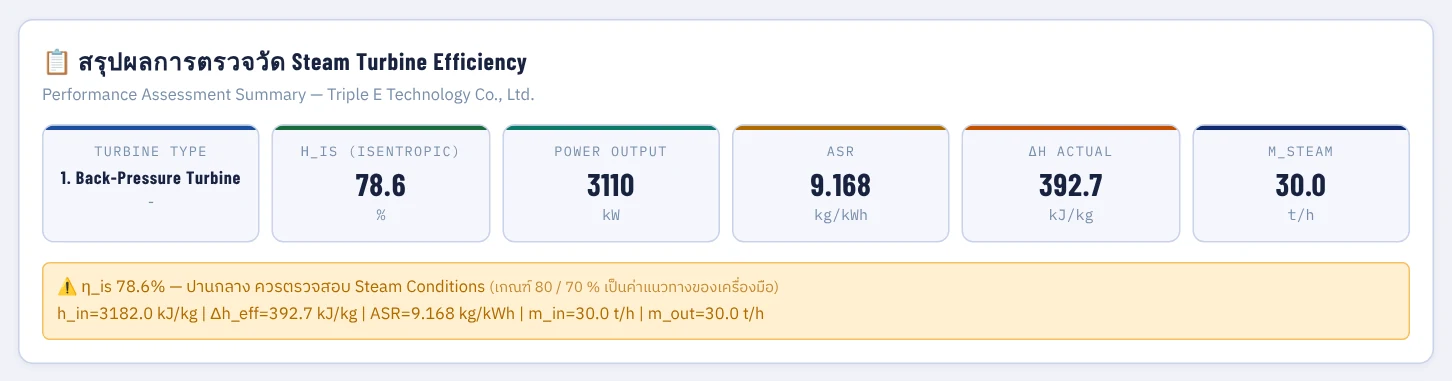 📋 สรุปผลการตรวจวัด Steam Turbine Efficiency
Performance Assessment Summary — Triple E Technology Co., Ltd.
TURBINE TYPE
1. Back-Pressure Turbine
-
H_IS (ISENTROPIC)
78.6
%
POWER OUTPUT
3110
kW
ASR
9.168
kg/kWh
ΔH ACTUAL
392.7
kJ/kg
M_STEAM
30.0
t/h
⚠️ η_is 78.6% — ปานกลาง ควรตรวจสอบ Steam Conditions (เกณฑ์ 80 / 70 % เป็นค่าแนวทางของเครื่องมือ)
h_in=3182.0 kJ/kg | Δh_eff=392.7 kJ/kg | ASR=9.168 kg/kWh | m_in=30.0 t/h | m_out=30.0 t/h